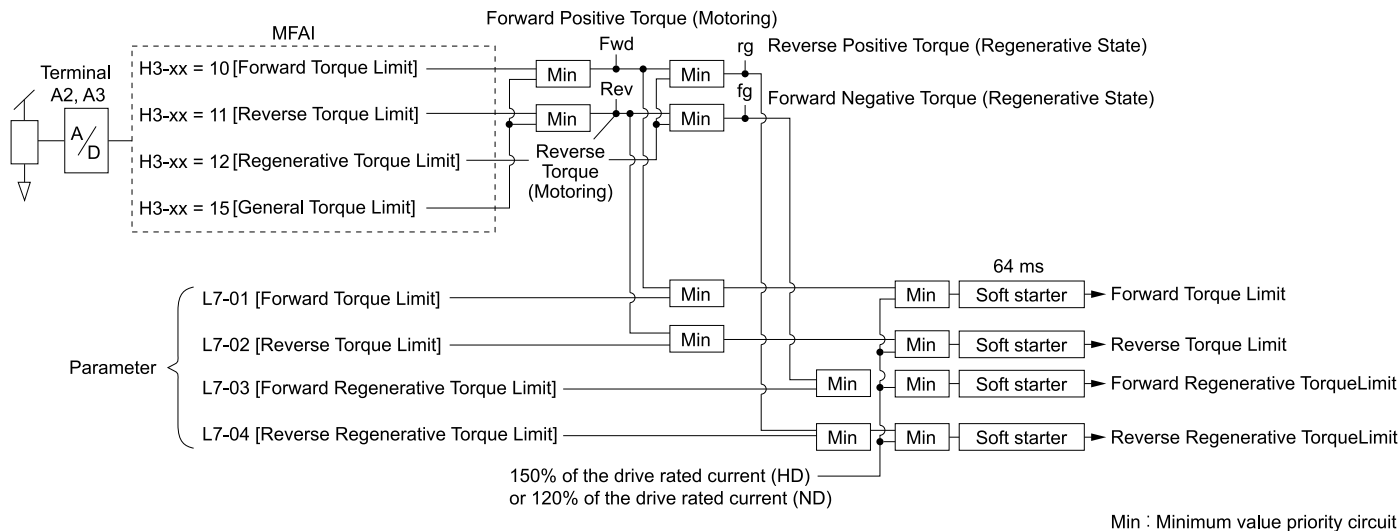 Forward Positive Torque (Motoring)
MFAI
Fwd
rg
Reverse Positive Torque (Regenerative State)
Terminal
A2, A3
H3-xx = 10 [Forward Torque Limit]
Min
Min
Rev
fg
Forward Negative Torque (Regenerative State)
A/D
H3-xx = 11 [Reverse Torque Limit]
Min
Min
H3-xx = 12 [Regenerative Torque Limit]
Reverse
Torque
(Motoring)
H3-xx = 15 [General Torque Limit]
64 ms
L7-01 [Forward Torque Limit]
Min
Min
Soft starter
Forward Torque Limit
L7-02 [Reverse Torque Limit]
Min
Min
Soft starter
Reverse Torque Limit
Parameter
L7-03 [Forward Regenerative Torque Limit]
Min
Min
Soft starter
Forward Regenerative TorqueLimit
L7-04 [Reverse Regenerative Torque Limit]
Min
Min
Soft starter
Reverse Regenerative TorqueLimit
150% of the drive rated current (HD)
or 120% of the drive rated current (ND)
Min : Minimum value priority circuit